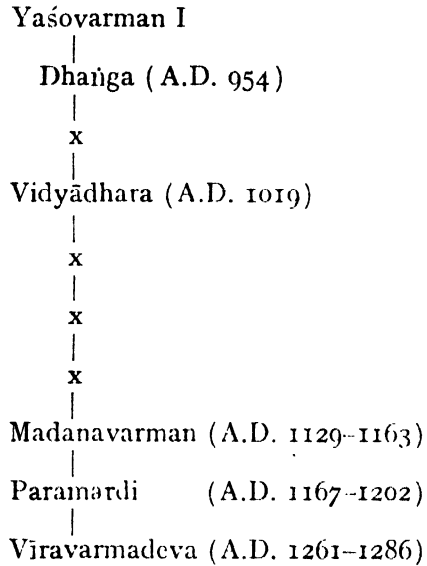 Yaśovarman I
Dhaṅga (A.D. 954)
x
Vidyādhara (A.D. 1019)
x
x
x
Madanavarman (A.D. 1129-1163)
Paramardi (A.D. 1167-1202)
Vīravarmadeva (A.D. 1261-1286)